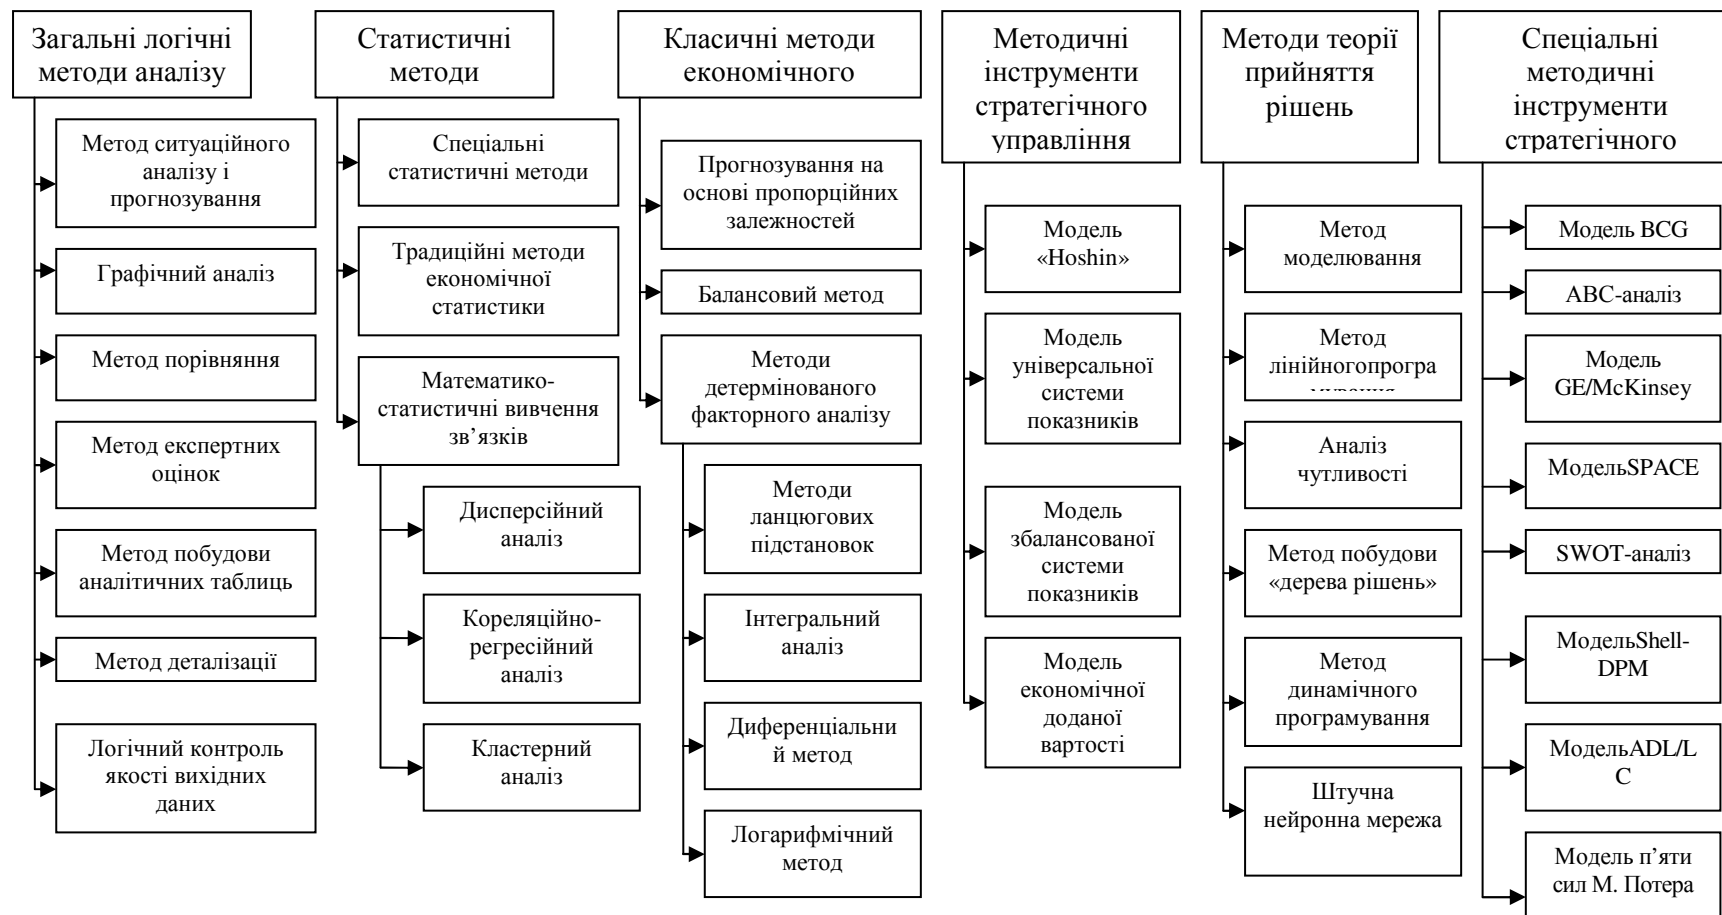 Загальні логічні
методи аналізу
Метод ситуаційного
аналізу і
прогнозування
Графічний аналіз
Метод порівняння
Метод експертних
оцінок
Метод побудови
аналітичних таблиць
Метод деталізації
Логічний контроль
якості вихідних
даних
Статистичні
методи
Спеціальні
статистичні методи
Традиційні методи
економічної
статистики
Математико-
статистичні вивчення
зв’язків
Дисперсійний
аналіз
Кореляційно-
регресійний
аналіз
Кластерний
аналіз
Класичні методи
економічного
Прогнозування на
основі пропорційних
залежностей
Балансовий метод
Методи
детермінованого
факторного аналізу
Методи
ланцюгових
підстановок
Інтегральний
аналіз
Диференціальни
й метод
Логарифмічний
метод
Методичні
інструменти
стратегічного
управління
Модель
«Hoshin»
Модель
універсальної
системи
показників
Модель
збалансованої
системи
показників
Модель
економічної
доданої
вартості
Методи теорії
прийняття
рішень
Метод
моделювання
Метод
лінійногопрогра
Аналіз
чутливості
Метод побудови
«дерева рішень»
Метод
динамічного
програмування
Штучна
нейронна мережа
Спеціальні
методичні
інструменти
стратегічного
Модель BCG
ABC-аналіз
Модель
GE/McKinsey
МодельSPACE
SWOT-аналіз
МодельShell-
DPM
МодельADL/L
C
Модель п’яти
сил М. Потера